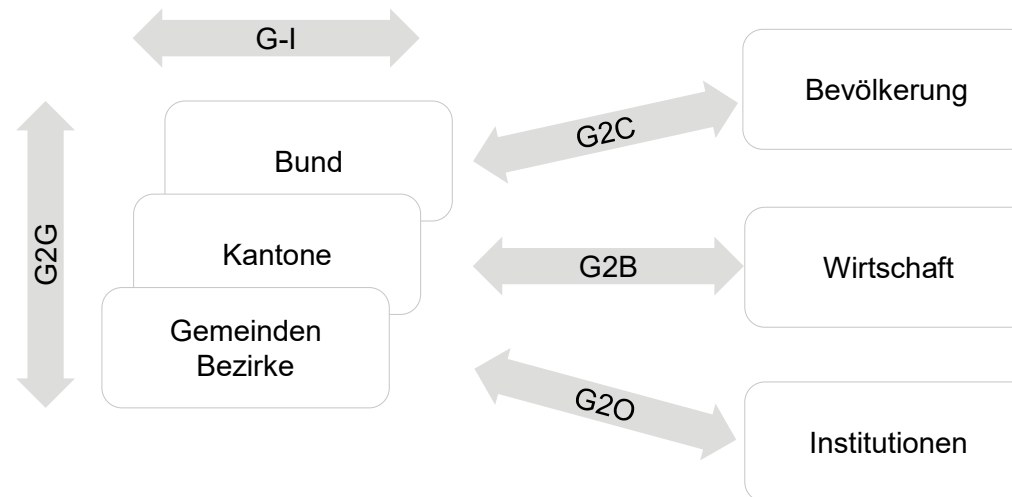 G-I
G2G
Bund
Kantone
Gemeinden
Bezirke
G2C
G2B
G2O
Bevölkerung
Wirtschaft
Institutionen